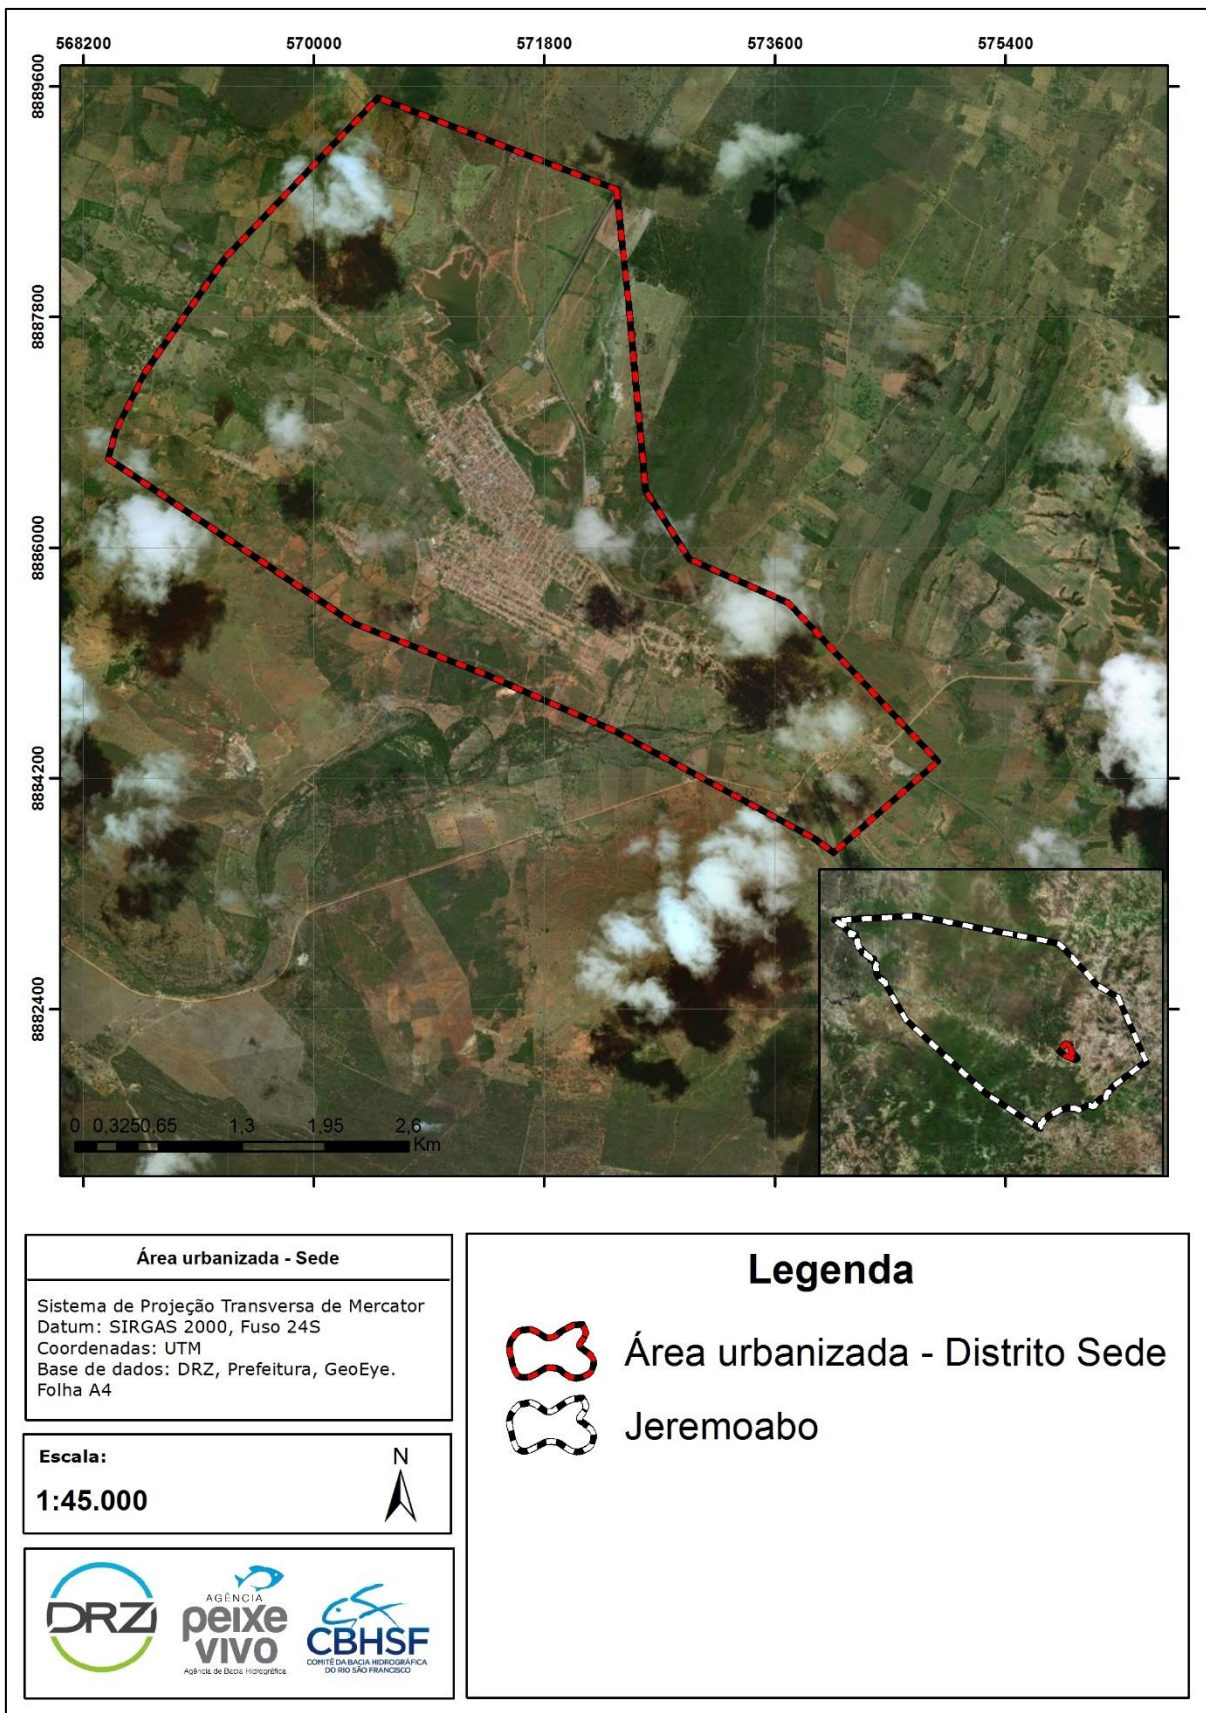 568200 570000 571800 573600 575400
8889600
8887800
8886000
8884200
8882400
0 0,3250,65 1,3 1,95 2,6
Km
Área urbanizada - Sede
Sistema de Projeção Transversa de Mercator
Datum: SIRGAS 2000, Fuso 24S
Coordenadas: UTM
Base de dados: DRZ, Prefeitura, GeoEye.
Folha A4
Escala:
N
1:45.000
DRZ
AGÊNCIA
peixe
vivo
Agência de Bacia Hidrográfica
CBHSF
COMITÊ DA BACIA HIDROGRÁFICA
DO RIO SÃO FRANCISCO
Legenda
Área urbanizada - Distrito Sede
Jeremoabo